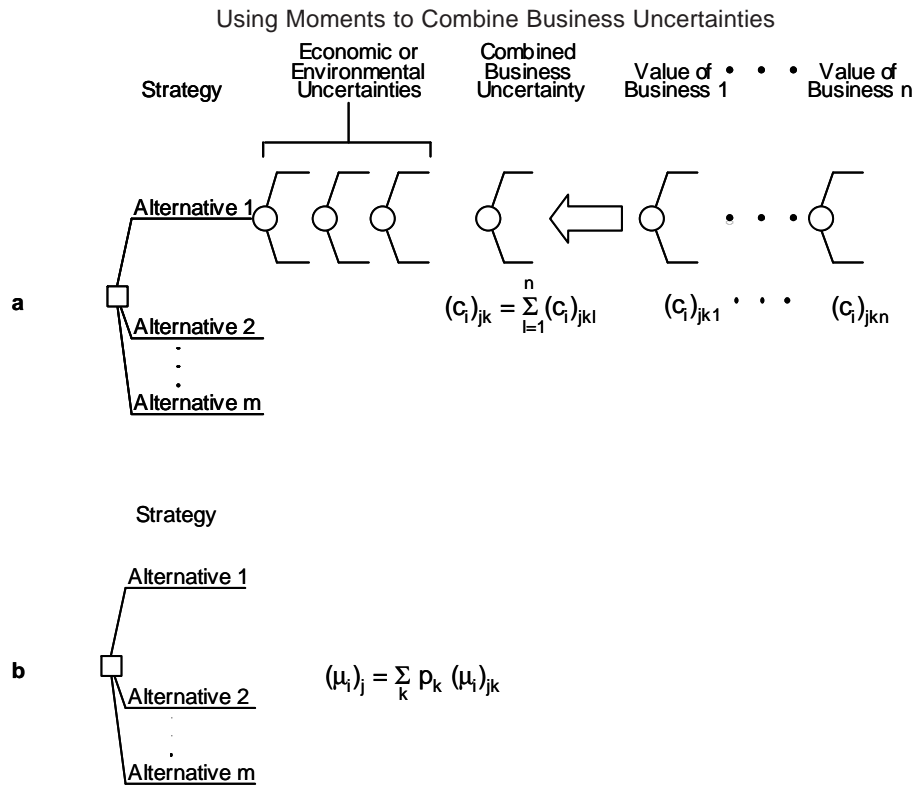 Using Moments to Combine Business Uncertainties
Strategy
Economic or
Environmental
Uncertainties
Combined
Business
Uncertainty
Value of
Business 1
• • •
Value of
Business n
a
Alternative 1
• • •
Alternative 2
Alternative m
(c_i)_jk = Σ_{l=1}^{n} (c_i)_jkl
(c_i)_jk1 • • • (c_i)_jkn
Strategy
b
Alternative 1
Alternative 2
Alternative m
(μ_i)_j = Σ_k p_k (μ_i)_jk